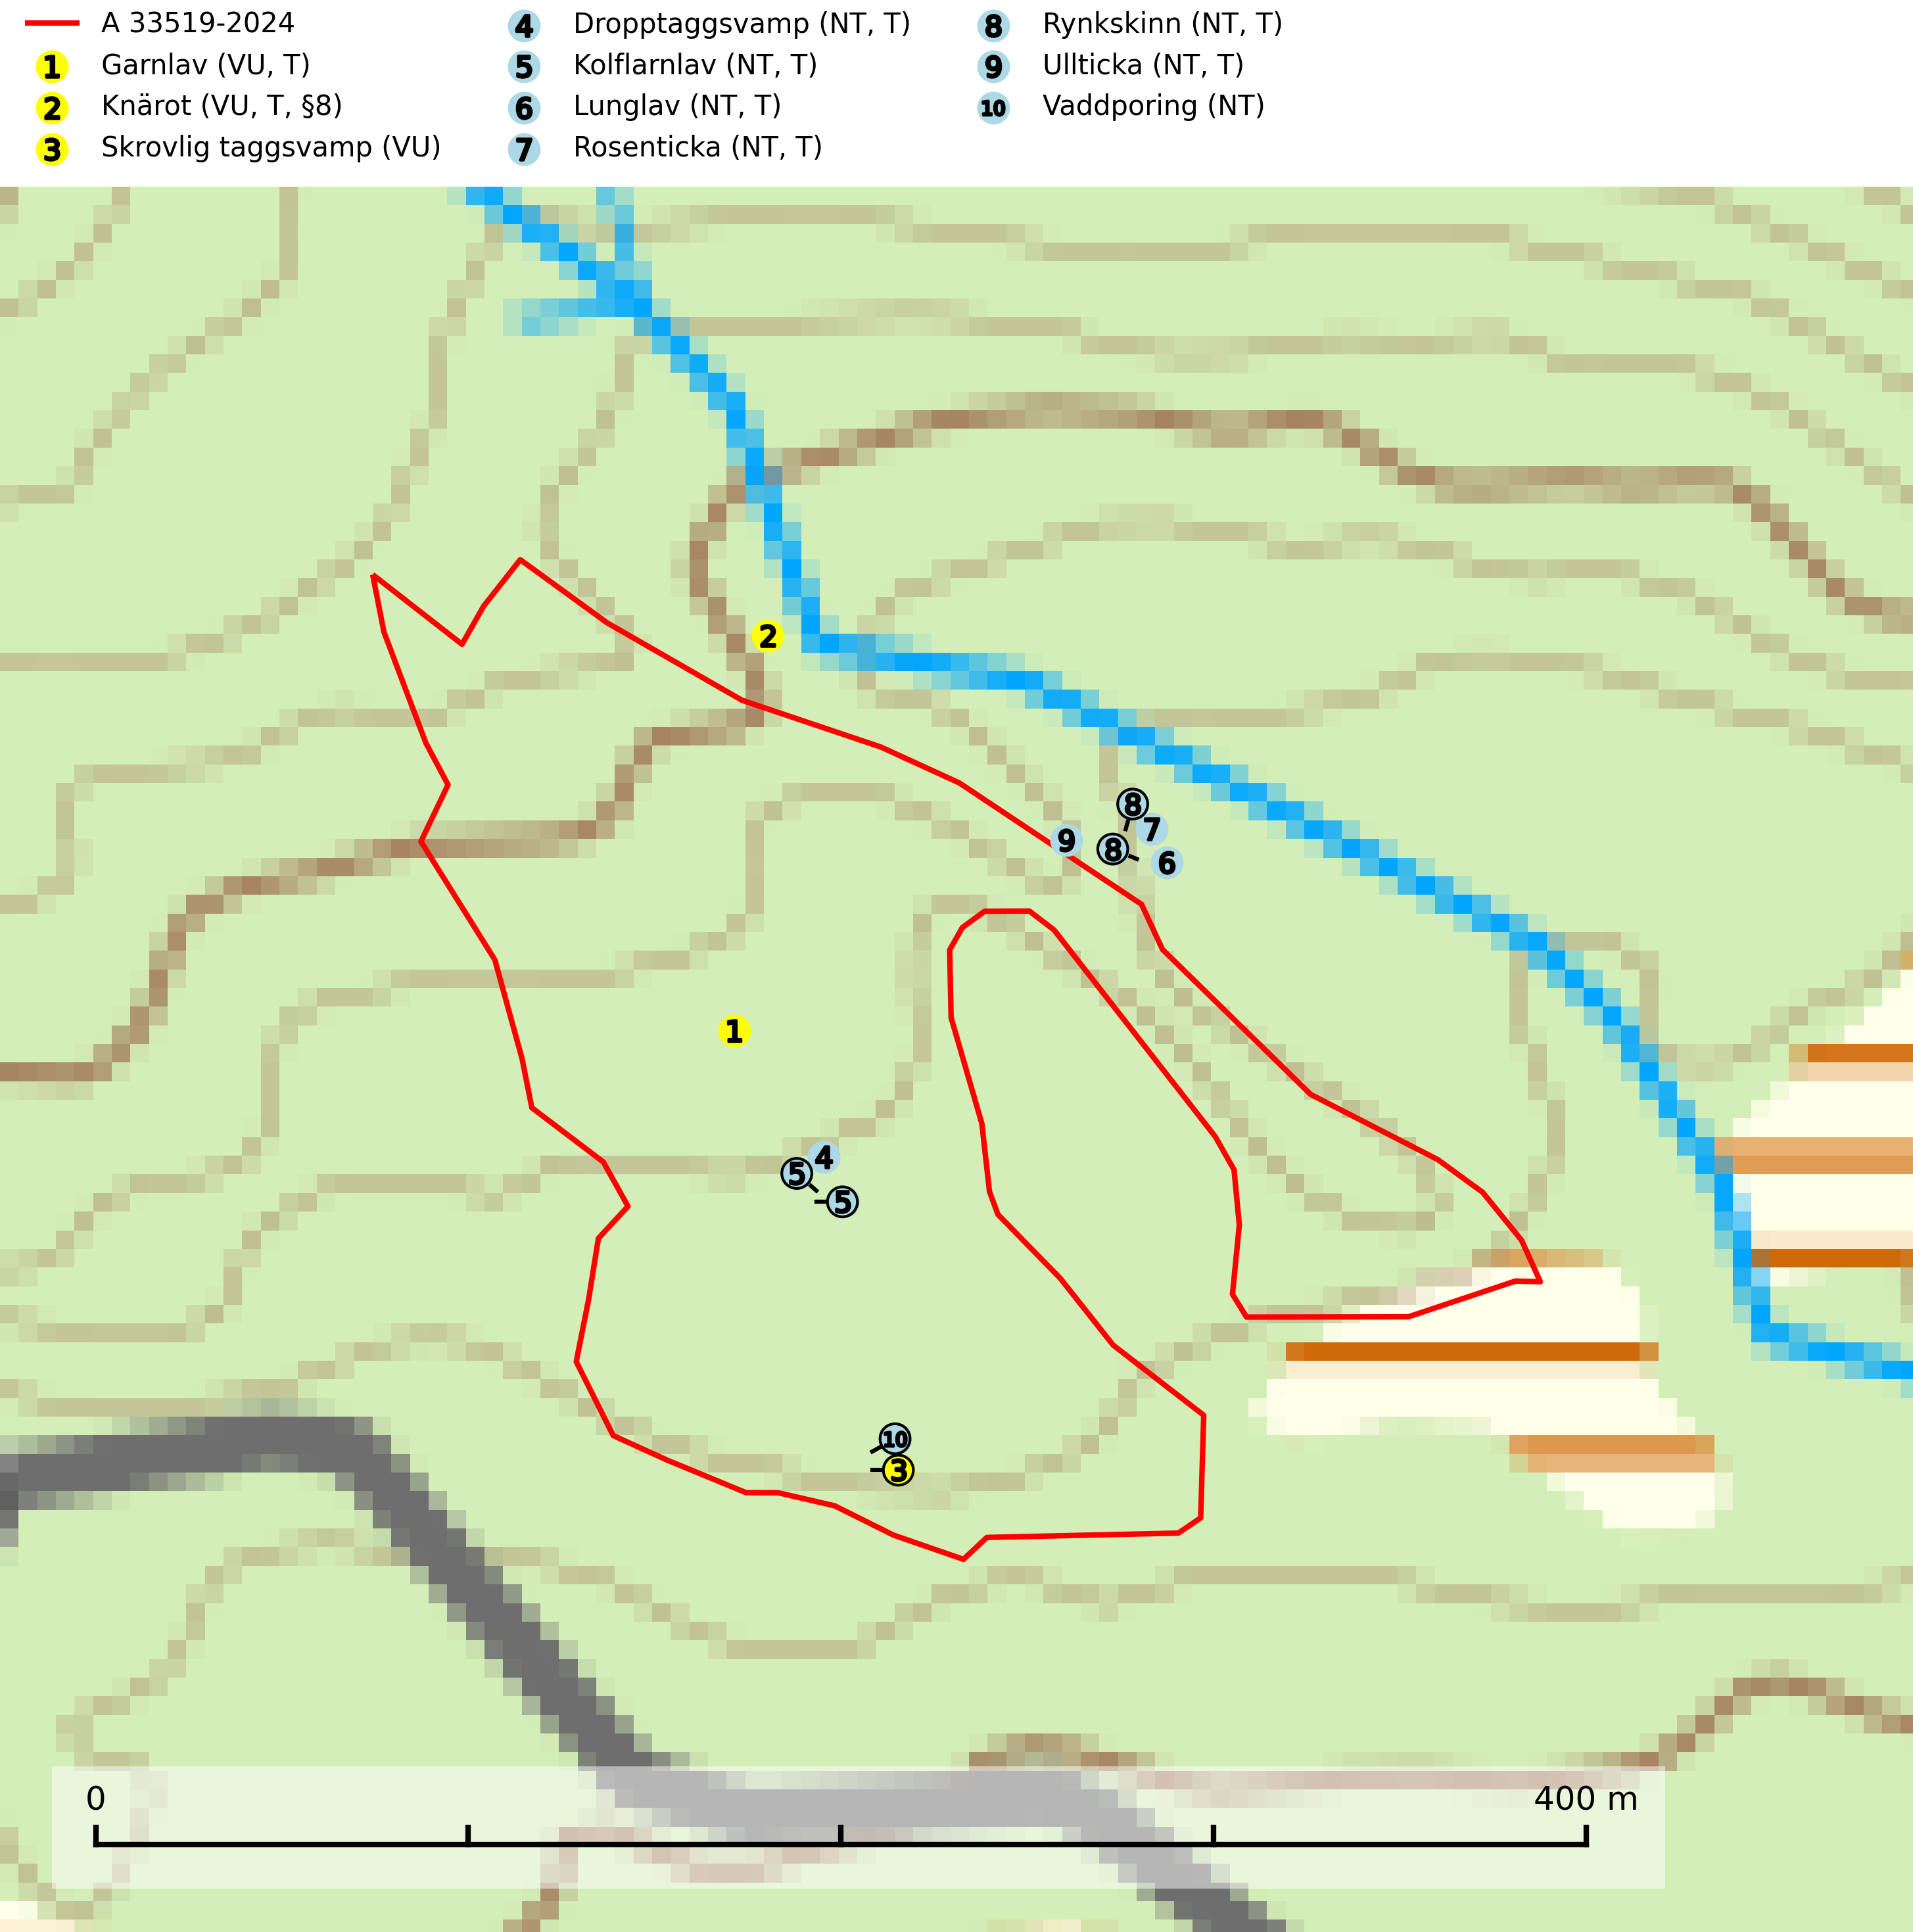 A 33519-2024
1 Garnlav (VU, T)
2 Knärot (VU, T, §8)
3 Skrovlig taggsvamp (VU)
4 Dropptaggsvamp (NT, T)
5 Kolflarnlav (NT, T)
6 Lunglav (NT, T)
7 Rosenticka (NT, T)
8 Rynkskinn (NT, T)
9 Ullticka (NT, T)
10 Vaddporing (NT)
2
8
7
9
8
6
1
4
5
5
10
3
0
400 m